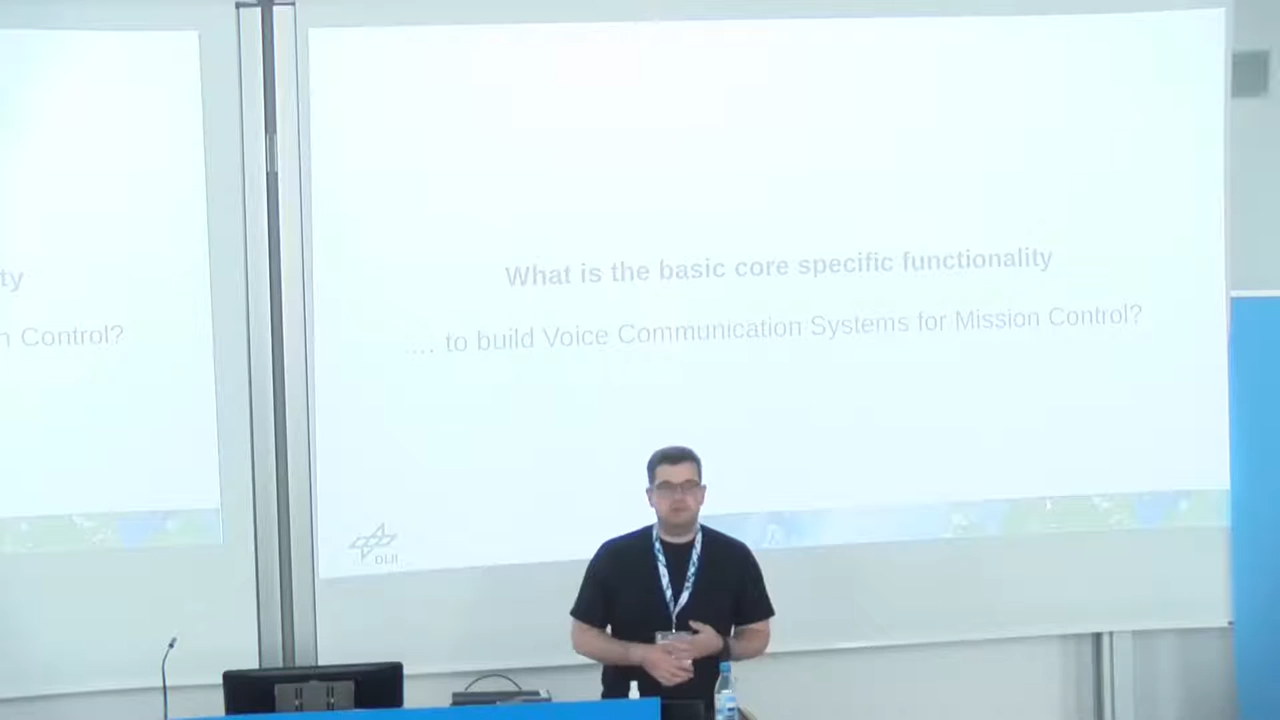 What is the basic core specific functionality
.... to build Voice Communication Systems for Mission Control?
ty
n Control?
DLR